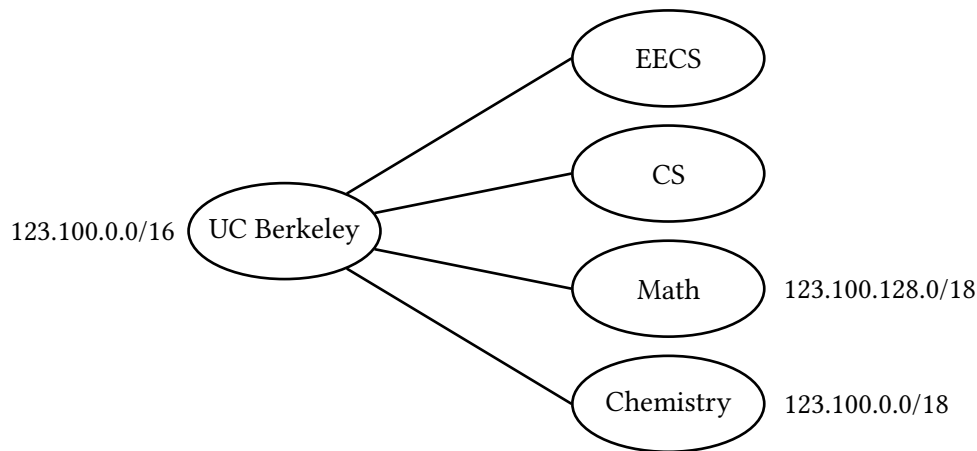 EECS
CS
123.100.0.0/16
UC Berkeley
Math
123.100.128.0/18
Chemistry
123.100.0.0/18